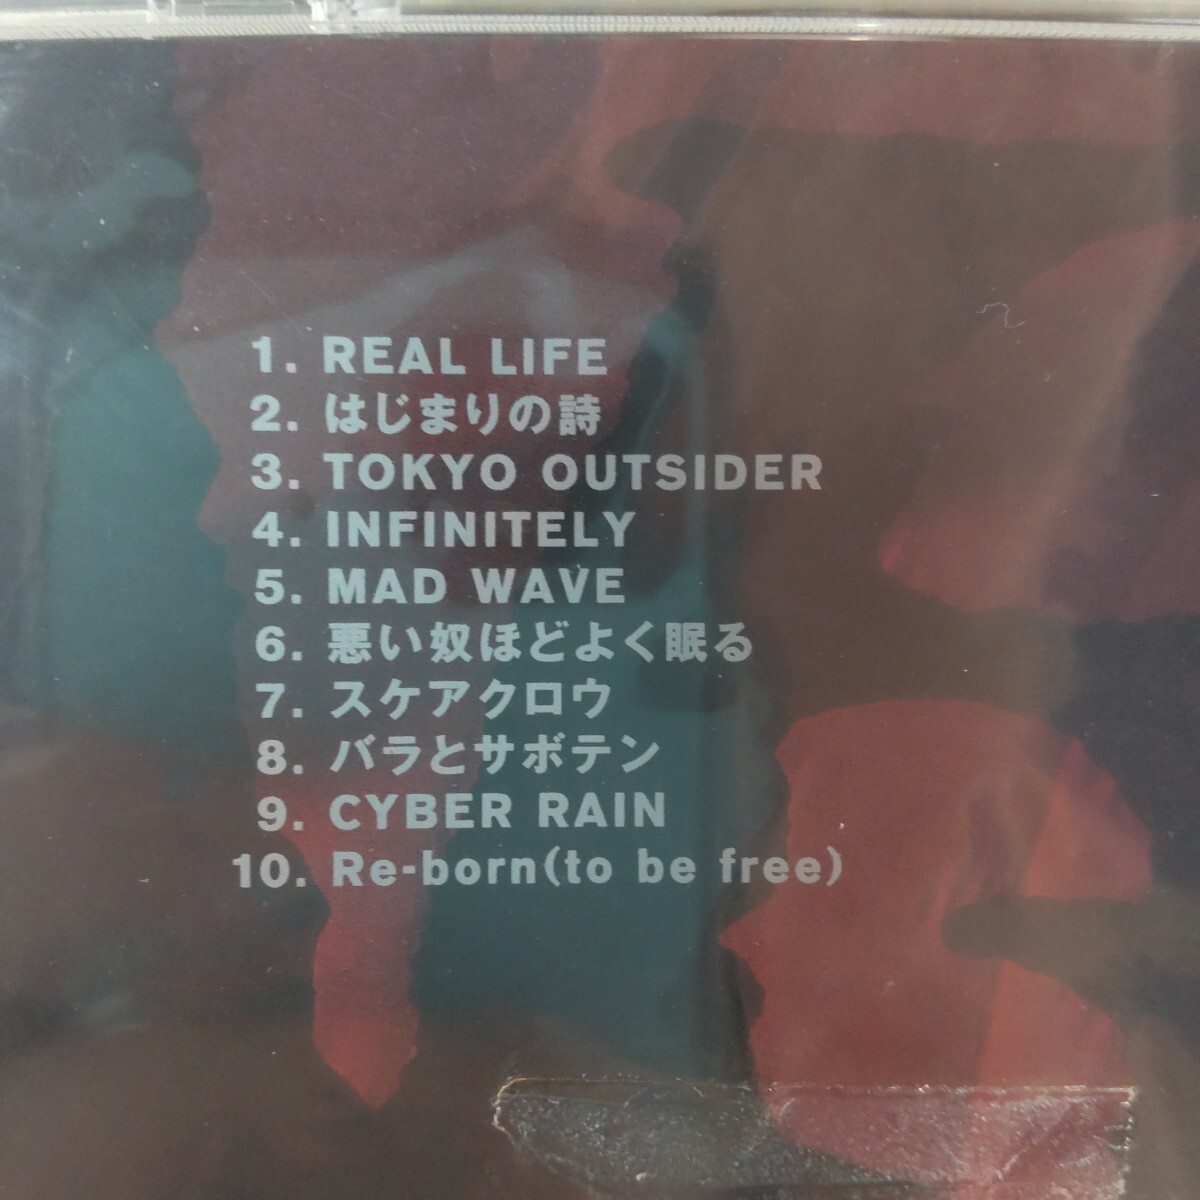 1. REAL LIFE
2. はじまりの詩
3. TOKYO OUTSIDER
4. INFINITELY
5. MAD WAVE
6. 悪い奴ほどよく眠る
7. スケアクロウ
8. バラとサボテン
9. CYBER RAIN
10. Re-born(to be free)